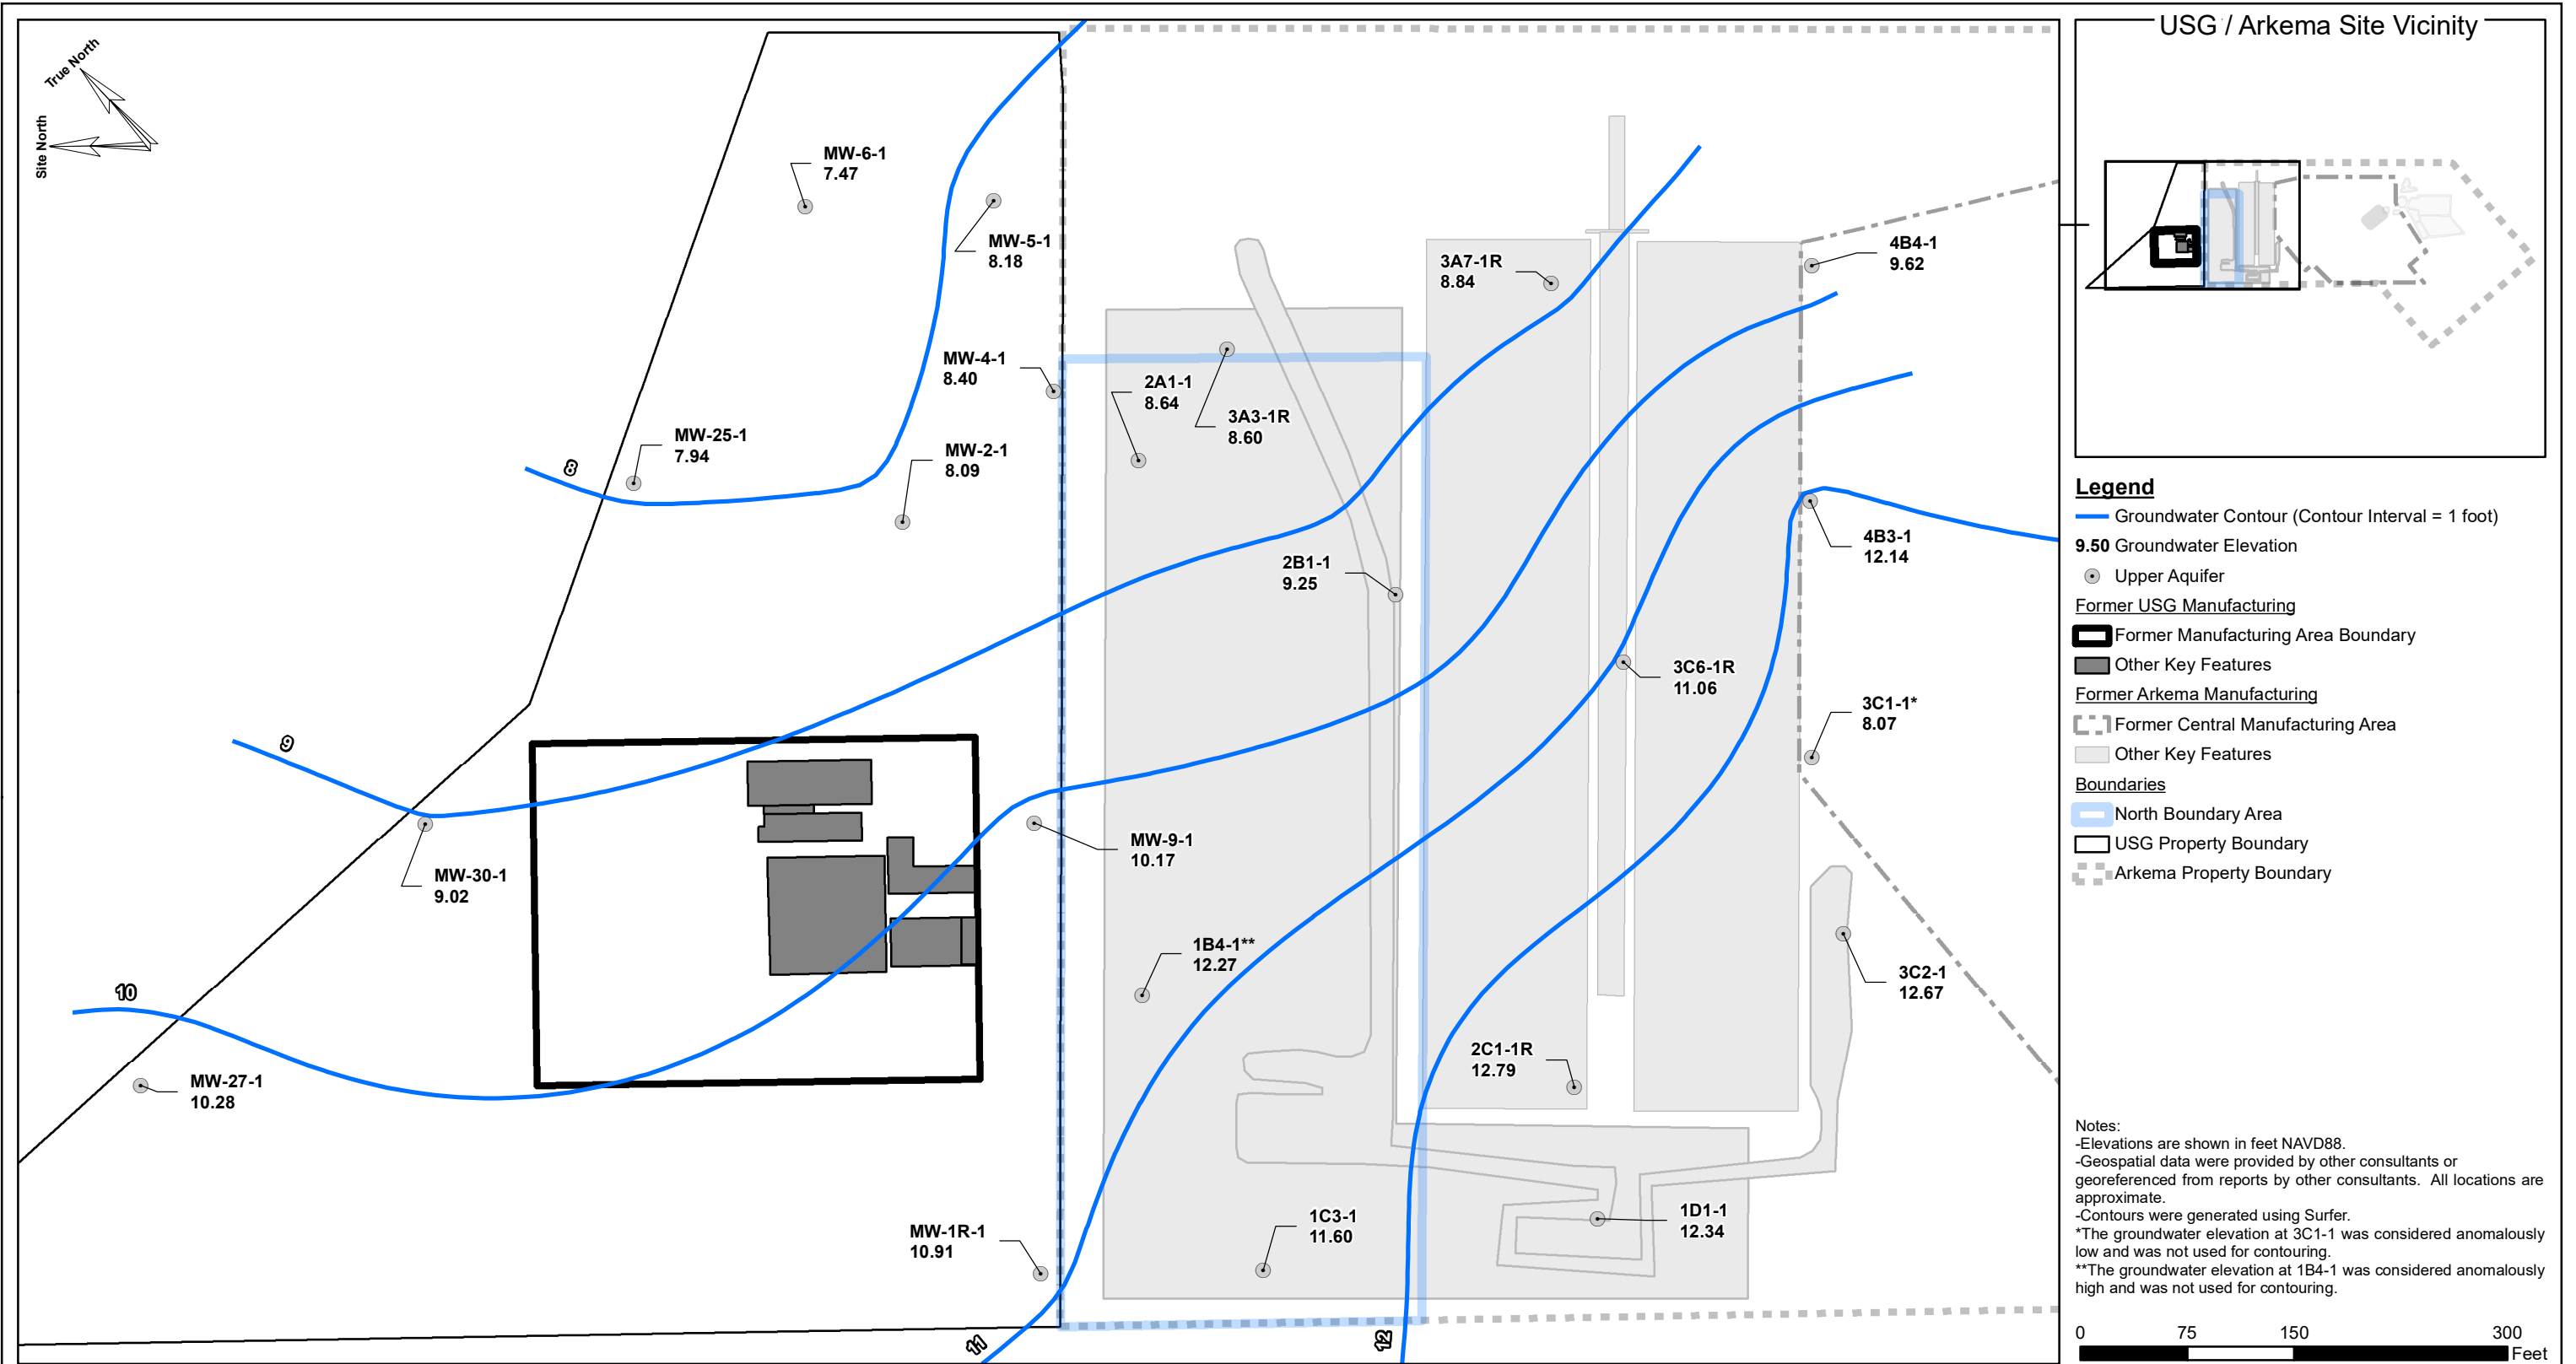 USG / Arkema Site Vicinity
True North
Site North
MW-6-1
7.47
MW-5-1
8.18
MW-4-1
8.40
MW-25-1
7.94
MW-2-1
8.09
8
2A1-1
8.64
3A3-1R
8.60
3A7-1R
8.84
4B4-1
9.62
2B1-1
9.25
4B3-1
12.14
3C6-1R
11.06
3C1-1*
8.07
9
MW-30-1
9.02
MW-9-1
10.17
1B4-1**
12.27
3C2-1
12.67
10
MW-27-1
10.28
2C1-1R
12.79
MW-1R-1
10.91
1C3-1
11.60
1D1-1
12.34
11
12
Legend
Groundwater Contour (Contour Interval = 1 foot)
9.50 Groundwater Elevation
Upper Aquifer
Former USG Manufacturing
Former Manufacturing Area Boundary
Other Key Features
Former Arkema Manufacturing
Former Central Manufacturing Area
Other Key Features
Boundaries
North Boundary Area
USG Property Boundary
Arkema Property Boundary
Notes:
-Elevations are shown in feet NAVD88.
-Geospatial data were provided by other consultants or
georeferenced from reports by other consultants. All locations are
approximate.
-Contours were generated using Surfer.
*The groundwater elevation at 3C1-1 was considered anomalously
low and was not used for contouring.
**The groundwater elevation at 1B4-1 was considered anomalously
high and was not used for contouring.
0 75 150 300
Feet